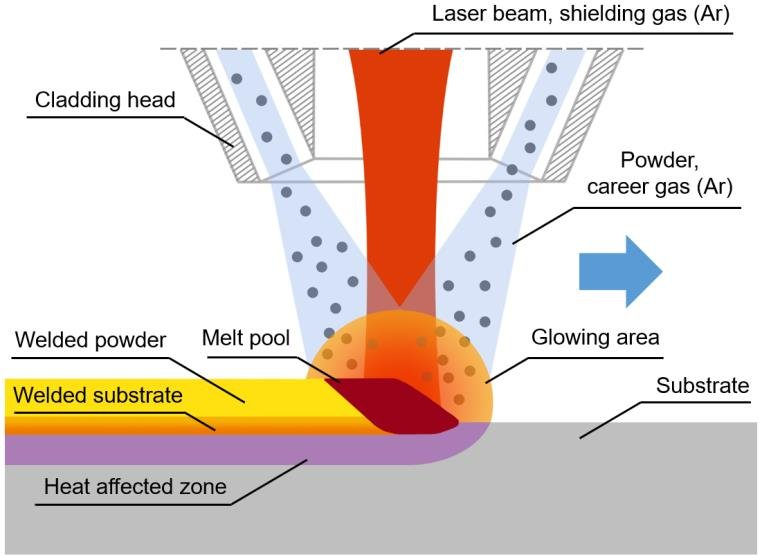 Laser beam, shielding gas (Ar)
Cladding head
Powder,
career gas (Ar)
Welded powder
Melt pool
Glowing area
Welded substrate
Substrate
Heat affected zone